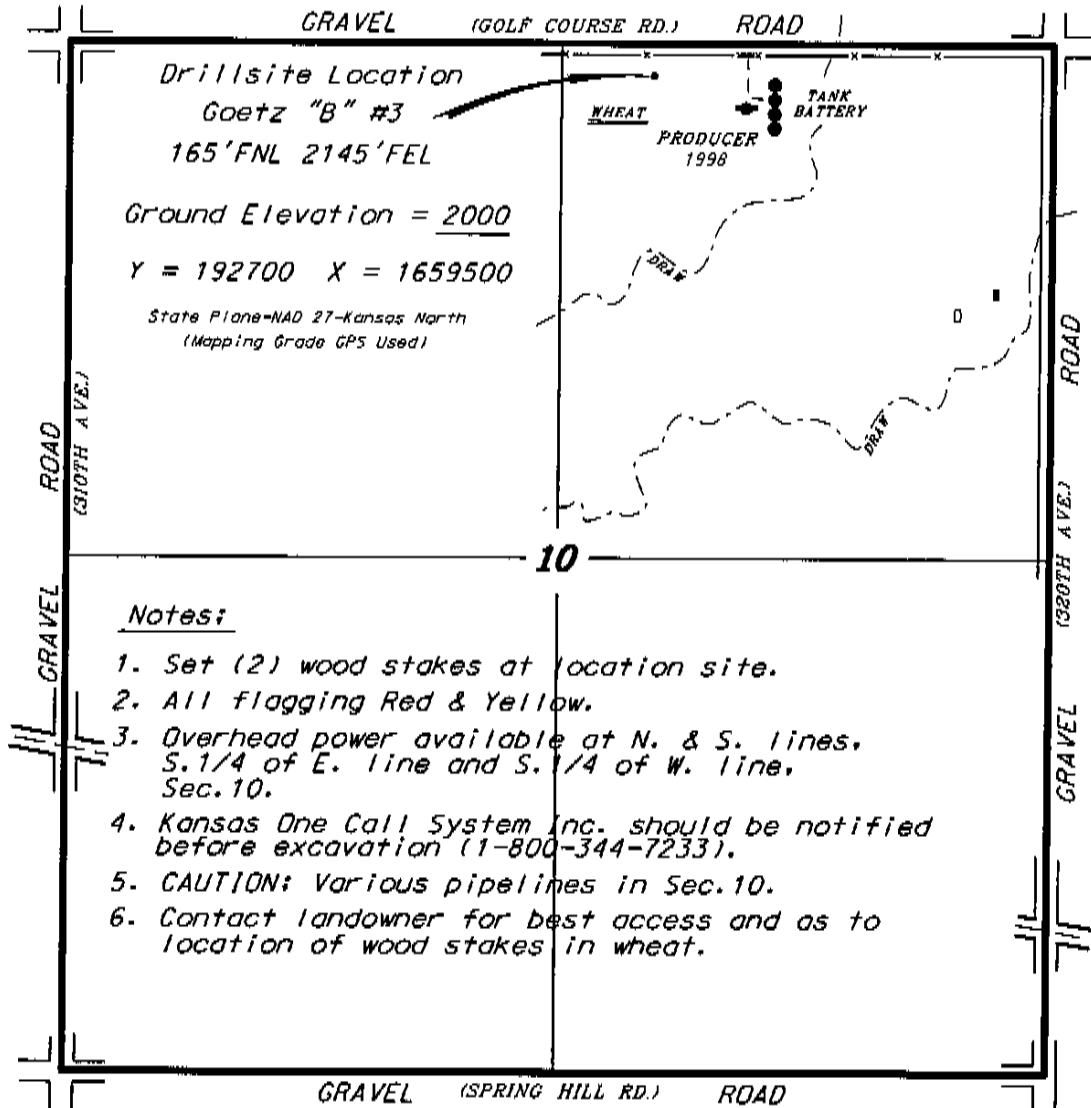 GRAVEL (GOLF COURSE RD.) ROAD
Drillsite Location
Goetz "B" #3
165'FNL 2145'FEL
Ground Elevation = 2000
Y = 192700 X = 1659500
State Plane-NAD 27-Kansas North
(Mapping Grade GPS Used)
WHEAT
TANK
BATTERY
PRODUCER
1998
DRAW
DRAW
ROAD
(310TH AVE.)
GRAVEL
ROAD
(320TH AVE.)
GRAVEL
10
Notes:
1. Set (2) wood stakes at location site.
2. All flagging Red & Yellow.
3. Overhead power available at N. & S. lines,
S.1/4 of E. line and S.1/4 of W. line,
Sec.10.
4. Kansas One Call System Inc. should be notified
before excavation (1-800-344-7233).
5. CAUTION: Various pipelines in Sec.10.
6. Contact landowner for best access and as to
location of wood stakes in wheat.
GRAVEL (SPRING HILL RD.) ROAD